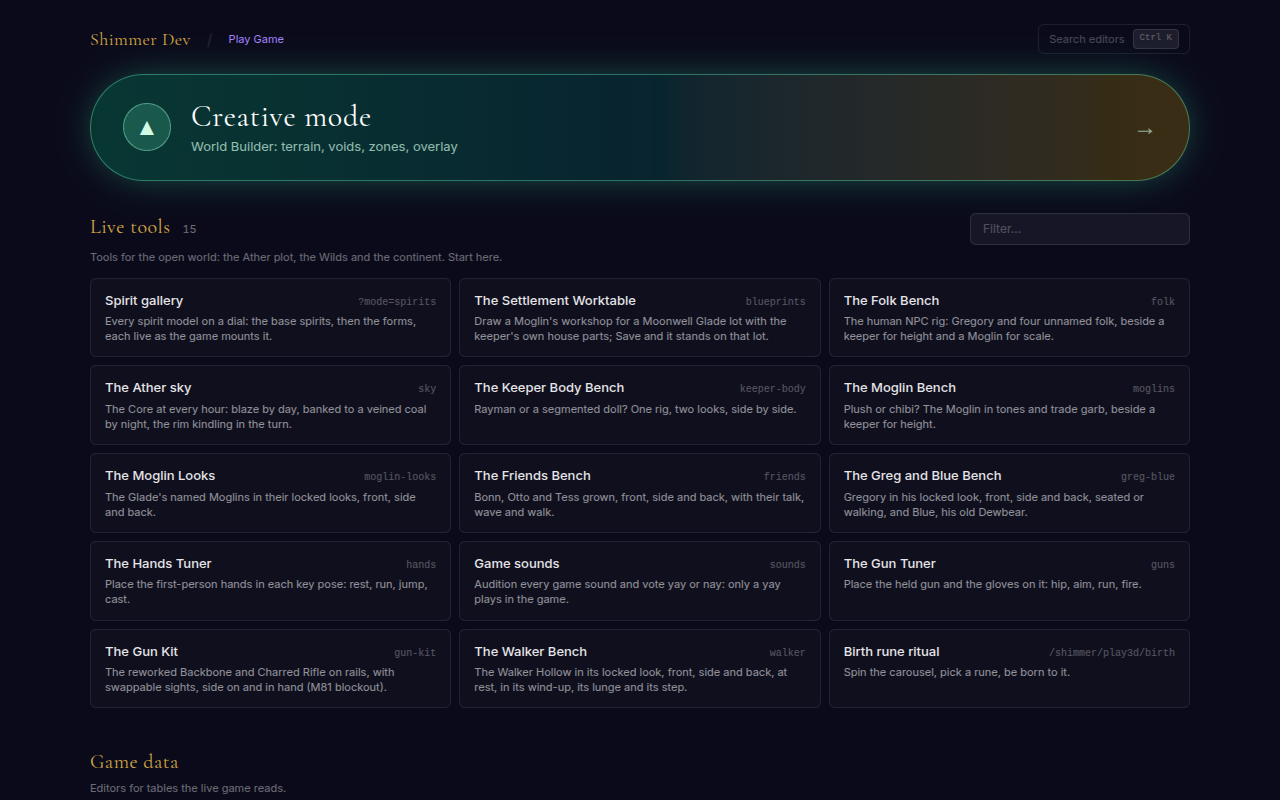 Shimmer Dev / Play Game
Search editors Ctrl K
Creative mode
World Builder: terrain, voids, zones, overlay
→
Live tools 15
Filter...
Tools for the open world: the Ather plot, the Wilds and the continent. Start here.
Spirit gallery ?mode=spirits
Every spirit model on a dial: the base spirits, then the forms,
each live as the game mounts it.
The Settlement Worktable blueprints
Draw a Moglin's workshop for a Moonwell Glade lot with the
keeper's own house parts; Save and it stands on that lot.
The Folk Bench folk
The human NPC rig: Gregory and four unnamed folk, beside a
keeper for height and a Moglin for scale.
The Ather sky sky
The Core at every hour: blaze by day, banked to a veined coal
by night, the rim kindling in the turn.
The Keeper Body Bench keeper-body
Rayman or a segmented doll? One rig, two looks, side by side.
The Moglin Bench moglins
Plush or chibi? The Moglin in tones and trade garb, beside a
keeper for height.
The Moglin Looks moglin-looks
The Glade's named Moglins in their locked looks, front, side
and back.
The Friends Bench friends
Bonn, Otto and Tess grown, front, side and back, with their talk,
wave and walk.
The Greg and Blue Bench greg-blue
Gregory in his locked look, front, side and back, seated or
walking, and Blue, his old Dewbear.
The Hands Tuner hands
Place the first-person hands in each key pose: rest, run, jump,
cast.
Game sounds sounds
Audition every game sound and vote yay or nay: only a yay
plays in the game.
The Gun Tuner guns
Place the held gun and the gloves on it: hip, aim, run, fire.
The Gun Kit gun-kit
The reworked Backbone and Charred Rifle on rails, with
swappable sights, side on and in hand (M81 blockout).
The Walker Bench walker
The Walker Hollow in its locked look, front, side and back, at
rest, in its wind-up, its lunge and its step.
Birth rune ritual /shimmer/play3d/birth
Spin the carousel, pick a rune, be born to it.
Game data
Editors for tables the live game reads.